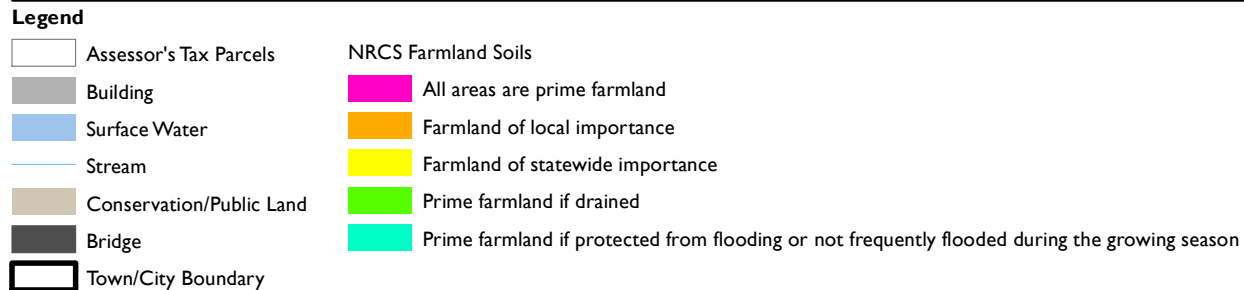 Legend
Assessor's Tax Parcels
Building
Surface Water
Stream
Conservation/Public Land
Bridge
Town/City Boundary
NRCS Farmland Soils
All areas are prime farmland
Farmland of local importance
Farmland of statewide importance
Prime farmland if drained
Prime farmland if protected from flooding or not frequently flooded during the growing season